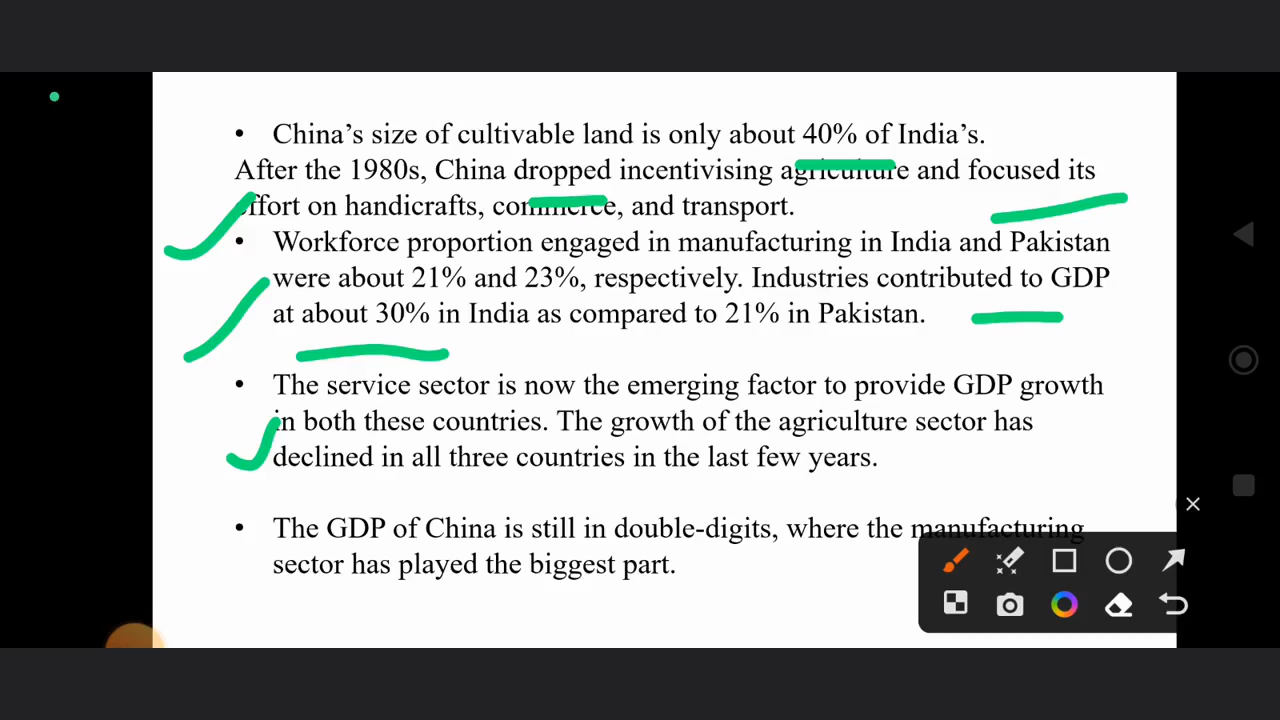 • China’s size of cultivable land is only about 40% of India’s.
After the 1980s, China dropped incentivising agriculture and focused its
effort on handicrafts, commerce, and transport.
• Workforce proportion engaged in manufacturing in India and Pakistan
were about 21% and 23%, respectively. Industries contributed to GDP
at about 30% in India as compared to 21% in Pakistan.
• The service sector is now the emerging factor to provide GDP growth
in both these countries. The growth of the agriculture sector has
declined in all three countries in the last few years.
• The GDP of China is still in double-digits, where the manufacturing
sector has played the biggest part.